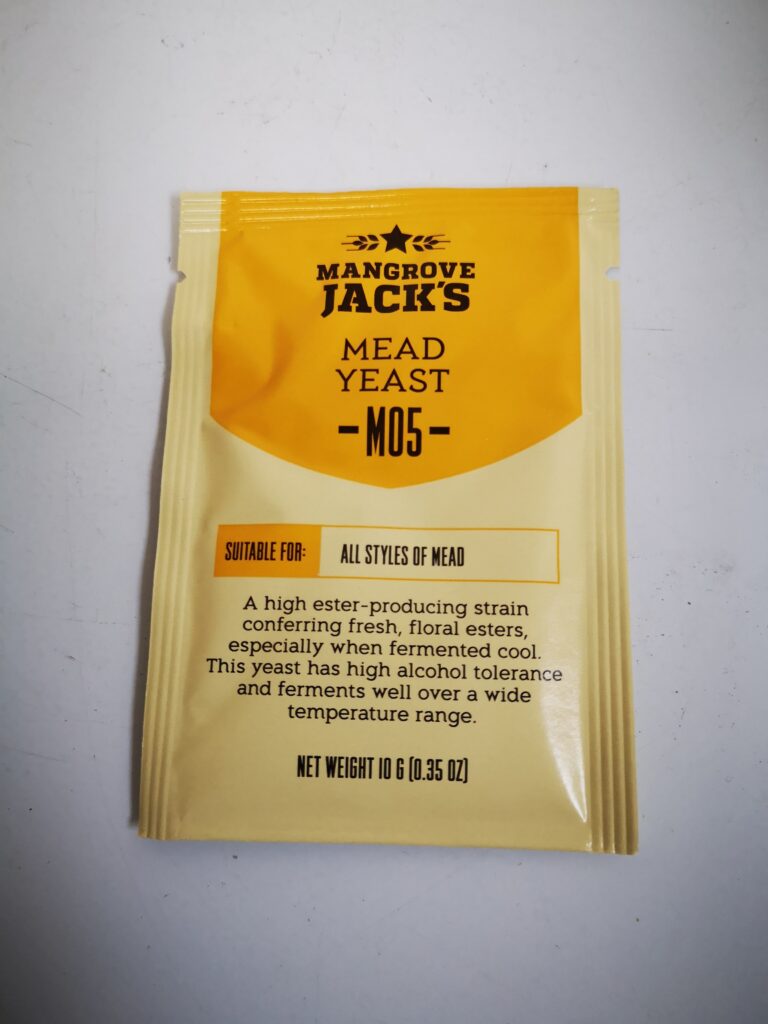 MANGROVE
JACK'S
MEAD
YEAST
-M05-
SUITABLE FOR: ALL STYLES OF MEAD
A high ester-producing strain
conferring fresh, floral esters,
especially when fermented cool.
This yeast has high alcohol tolerance
and ferments well over a wide
temperature range.
NET WEIGHT 10 G (0.35 OZ)